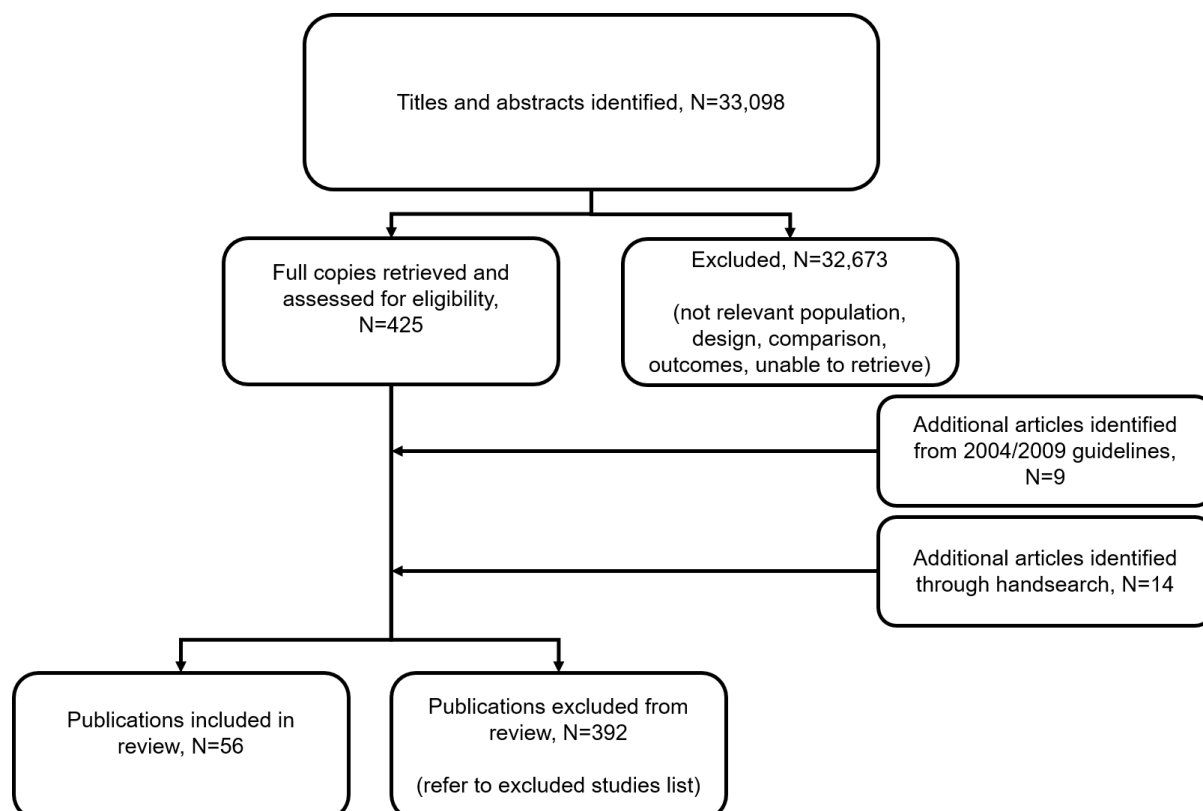 Titles and abstracts identified, N=33,098
Full copies retrieved and
assessed for eligibility,
N=425
Excluded, N=32,673
(not relevant population,
design, comparison,
outcomes, unable to retrieve)
Additional articles identified
from 2004/2009 guidelines,
N=9
Additional articles identified
through handsearch, N=14
Publications included in
review, N=56
Publications excluded from
review, N=392
(refer to excluded studies list)